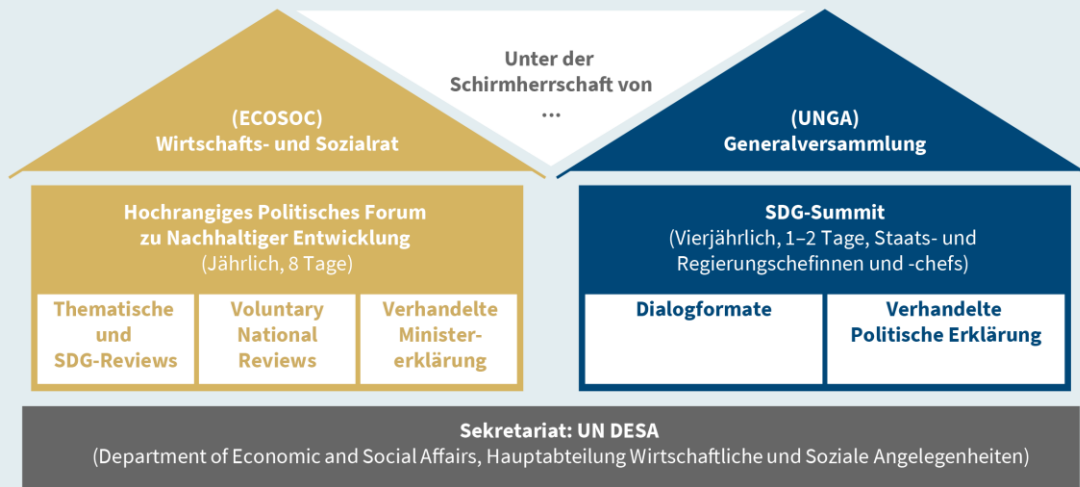 Unter der
Schirmherrschaft von
...
(ECOSOC)
Wirtschafts- und Sozialrat
(UNGA)
Generalversammlung
Hochrangiges Politisches Forum
zu Nachhaltiger Entwicklung
(Jährlich, 8 Tage)
Thematische
und
SDG-Reviews
Voluntary
National
Reviews
Verhandelte
Minister-
erklärung
SDG-Summit
(Vierjährlich, 1–2 Tage, Staats- und
Regierungschefinnen und -chefs)
Dialogformate
Verhandelte
Politische Erklärung
Sekretariat: UN DESA
(Department of Economic and Social Affairs, Hauptabteilung Wirtschaftliche und Soziale Angelegenheiten)